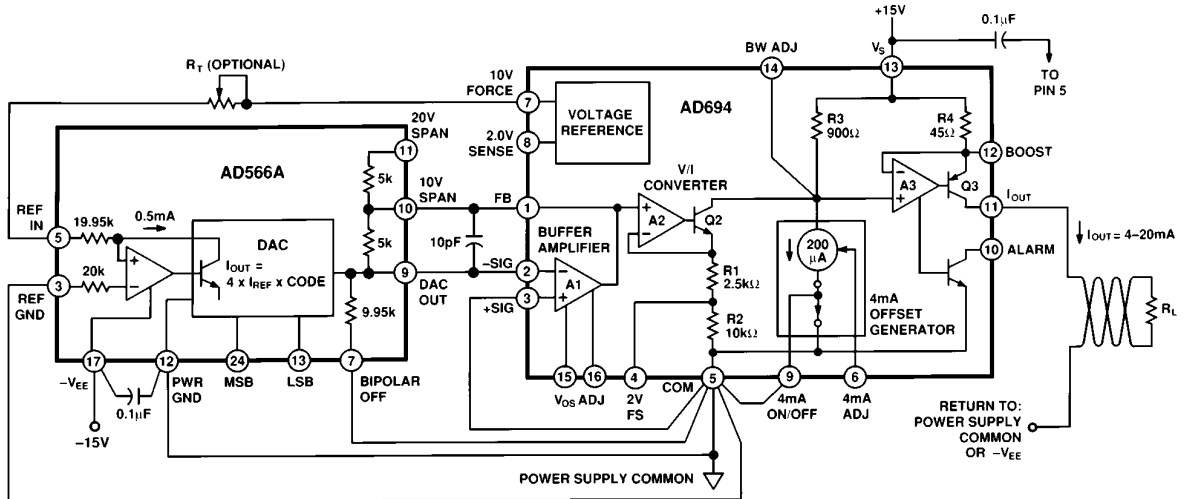 +15V
0.1μF
TO
PIN 5
BW ADJ
VS
14
13
RT (OPTIONAL)
10V
FORCE
7
VOLTAGE
REFERENCE
2.0V
SENSE
8
AD694
R3
900Ω
R4
45Ω
12
BOOST
20V
SPAN
11
AD566A
5k
10V
SPAN
10
5k
FB
1
V/I
CONVERTER
A2
Q2
A3
Q3
IOUT
11
IOUT = 4–20mA
REF
IN
5
19.95k
0.5mA
DAC
IOUT =
4 x IREF x CODE
10pF
BUFFER
AMPLIFIER
–SIG
2
A1
+SIG
3
R1
2.5kΩ
R2
10kΩ
200
μA
4mA
OFFSET
GENERATOR
10
ALARM
RL
REF
GND
3
20k
9
DAC
OUT
9.95k
17
–VEE
12
PWR
GND
24
MSB
13
LSB
7
BIPOLAR
OFF
0.1μF
–15V
15
16
VOS ADJ
4
2V
FS
COM
5
9
4mA
ON/OFF
6
4mA
ADJ
RETURN TO:
POWER SUPPLY
COMMON
OR –VEE
POWER SUPPLY COMMON